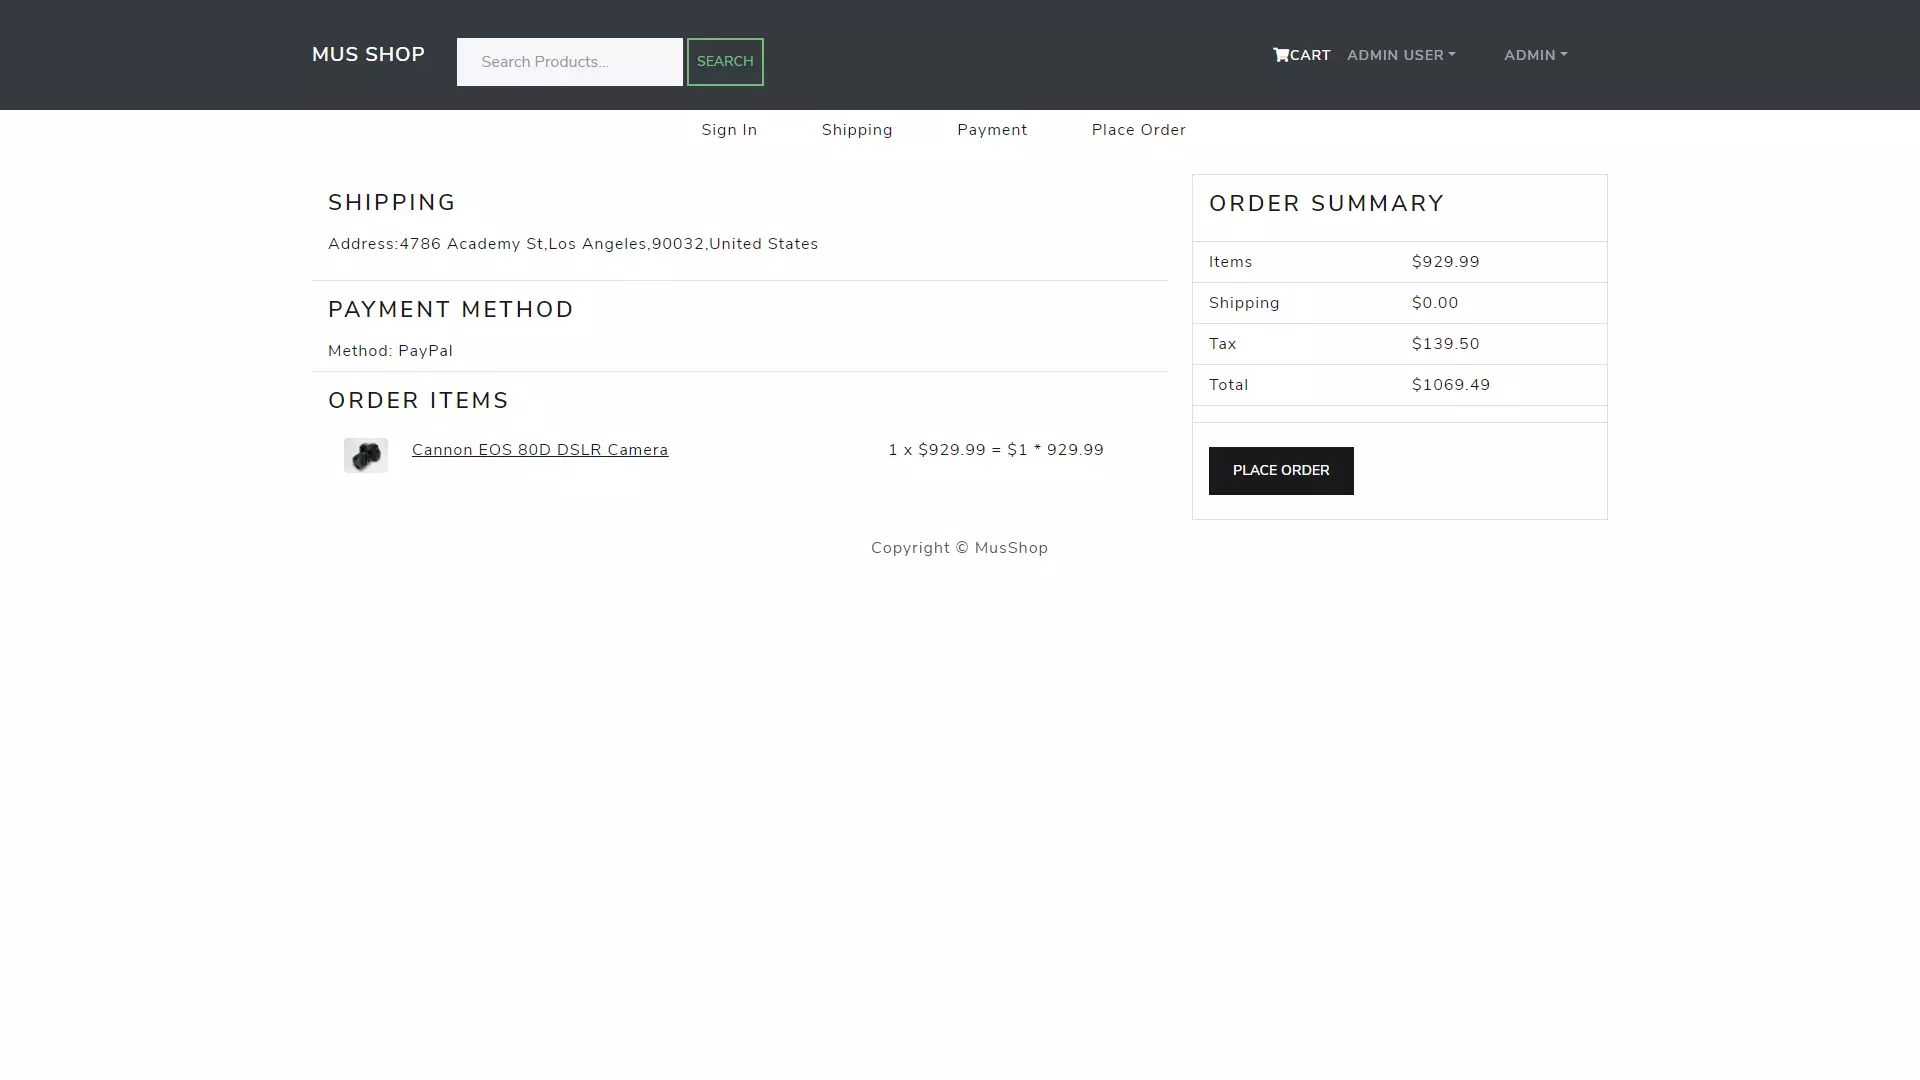 MUS SHOP
Search Products...
SEARCH
CART
ADMIN USER
ADMIN
Sign In
Shipping
Payment
Place Order
SHIPPING
Address:4786 Academy St,Los Angeles,90032,United States
PAYMENT METHOD
Method: PayPal
ORDER ITEMS
Cannon EOS 80D DSLR Camera
1 x $929.99 = $1 * 929.99
ORDER SUMMARY
Items $929.99
Shipping $0.00
Tax $139.50
Total $1069.49
PLACE ORDER
Copyright © MusShop